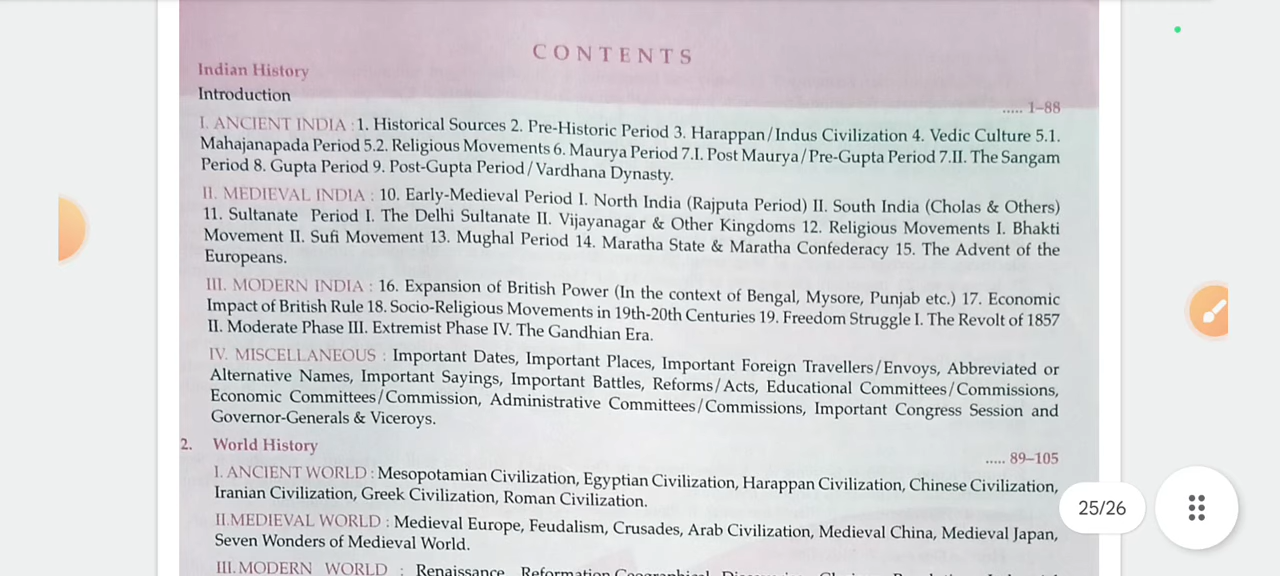 CONTENTS
Indian History
Introduction
..... 1–88
I. ANCIENT INDIA : 1. Historical Sources 2. Pre-Historic Period 3. Harappan/Indus Civilization 4. Vedic Culture 5.1.
Mahajanapada Period 5.2. Religious Movements 6. Maurya Period 7.I. Post Maurya/Pre-Gupta Period 7.II. The Sangam
Period 8. Gupta Period 9. Post-Gupta Period/Vardhana Dynasty.
II. MEDIEVAL INDIA : 10. Early-Medieval Period I. North India (Rajputa Period) II. South India (Cholas & Others)
11. Sultanate Period I. The Delhi Sultanate II. Vijayanagar & Other Kingdoms 12. Religious Movements I. Bhakti
Movement II. Sufi Movement 13. Mughal Period 14. Maratha State & Maratha Confederacy 15. The Advent of the
Europeans.
III. MODERN INDIA : 16. Expansion of British Power (In the context of Bengal, Mysore, Punjab etc.) 17. Economic
Impact of British Rule 18. Socio-Religious Movements in 19th-20th Centuries 19. Freedom Struggle I. The Revolt of 1857
II. Moderate Phase III. Extremist Phase IV. The Gandhian Era.
IV. MISCELLANEOUS : Important Dates, Important Places, Important Foreign Travellers/Envoys, Abbreviated or
Alternative Names, Important Sayings, Important Battles, Reforms/Acts, Educational Committees/Commissions,
Economic Committees/Commission, Administrative Committees/Commissions, Important Congress Session and
Governor-Generals & Viceroys.
2. World History
..... 89–105
I. ANCIENT WORLD : Mesopotamian Civilization, Egyptian Civilization, Harappan Civilization, Chinese Civilization,
Iranian Civilization, Greek Civilization, Roman Civilization.
25/26
II.MEDIEVAL WORLD : Medieval Europe, Feudalism, Crusades, Arab Civilization, Medieval China, Medieval Japan,
Seven Wonders of Medieval World.
III. MODERN WORLD : Renaissance, Reformation